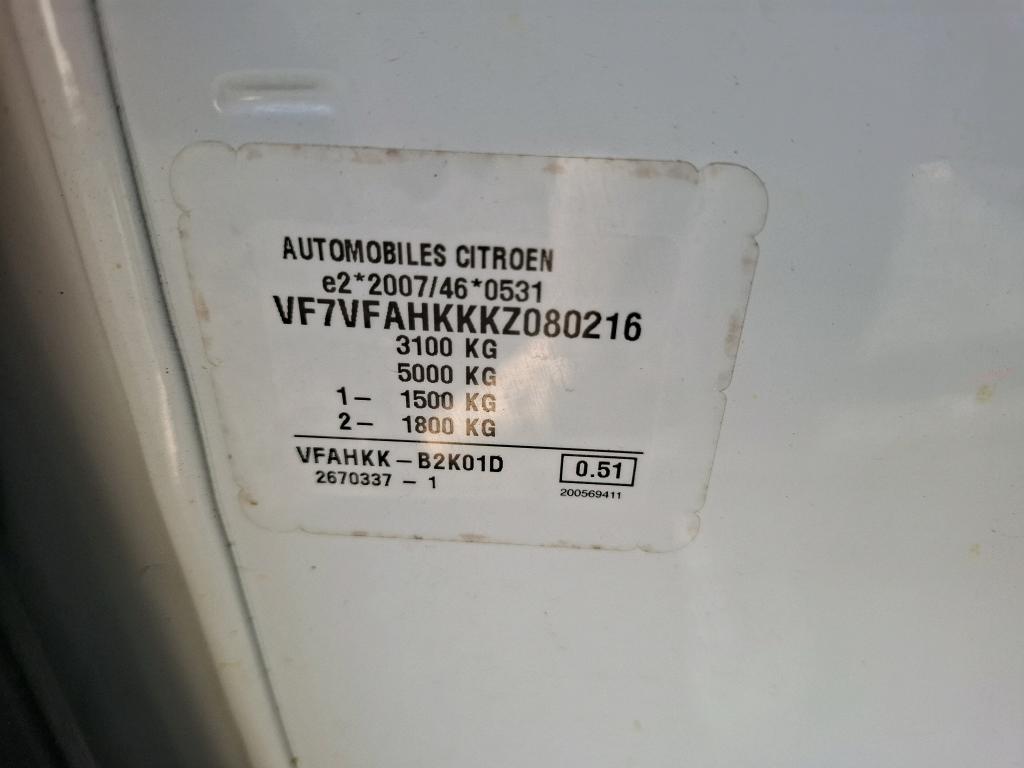 AUTOMOBILES CITROEN
e2*2007/46*0531
VF7VFAHKKKZ080216
3100 KG
5000 KG
1– 1500 KG
2– 1800 KG
VFAHKK – B2K01D
0.51
2670337 – 1
200569411